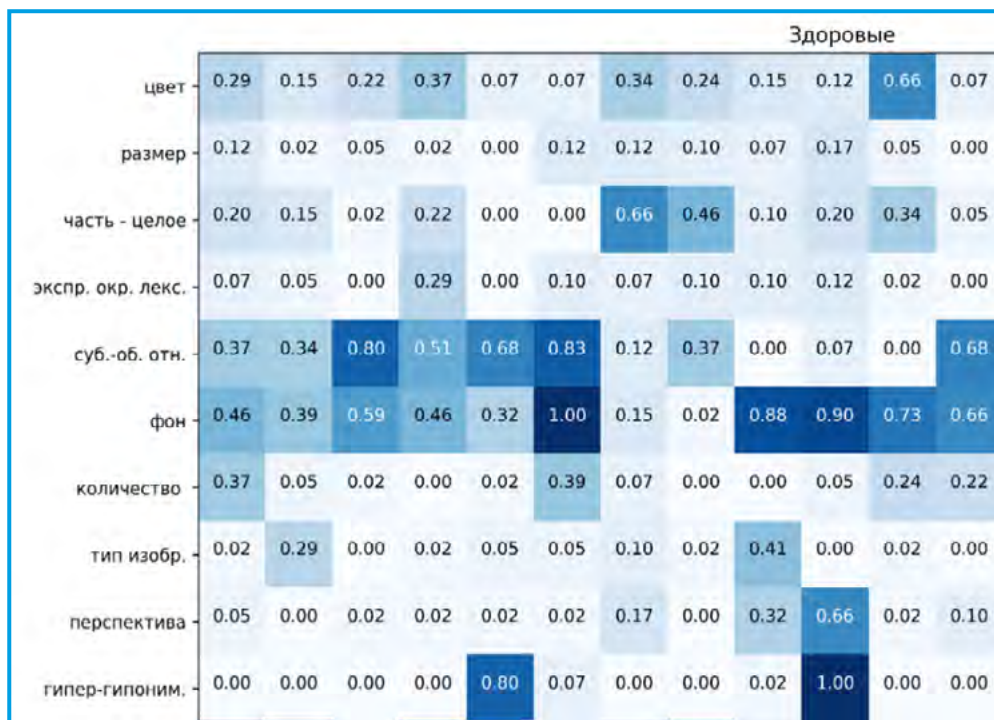 Здоровые
цвет 0.29 0.15 0.22 0.37 0.07 0.07 0.34 0.24 0.15 0.12 0.66 0.07
размер 0.12 0.02 0.05 0.02 0.00 0.12 0.12 0.10 0.07 0.17 0.05 0.00
часть - целое 0.20 0.15 0.02 0.22 0.00 0.00 0.66 0.46 0.10 0.20 0.34 0.05
экспр. окр. лекс. 0.07 0.05 0.00 0.29 0.00 0.10 0.07 0.10 0.10 0.12 0.02 0.00
суб.-об. отн. 0.37 0.34 0.80 0.51 0.68 0.83 0.12 0.37 0.00 0.07 0.00 0.68
фон 0.46 0.39 0.59 0.46 0.32 1.00 0.15 0.02 0.88 0.90 0.73 0.66
количество 0.37 0.05 0.02 0.00 0.02 0.39 0.07 0.00 0.00 0.05 0.24 0.22
тип изобр. 0.02 0.29 0.00 0.02 0.05 0.05 0.10 0.02 0.41 0.00 0.02 0.00
перспектива 0.05 0.00 0.02 0.02 0.02 0.02 0.17 0.00 0.32 0.66 0.02 0.10
гипер-гипоним. 0.00 0.00 0.00 0.00 0.80 0.07 0.00 0.00 0.02 1.00 0.00 0.00